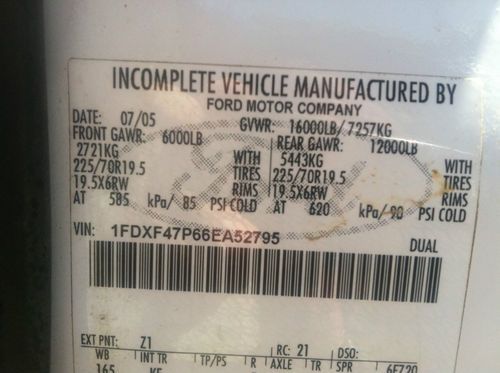 INCOMPLETE VEHICLE MANUFACTURED BY
FORD MOTOR COMPANY
DATE: 07/05 GVWR: 16000LB/ 7257KG
FRONT GAWR: 6000LB REAR GAWR: 12000LB
2721KG WITH 5443KG WITH
225/70R19.5 TIRES 225/70R19.5 TIRES
19.5X6RW RIMS 19.5X6RW RIMS
AT 585 kPa/ 85 PSI COLD AT 620 kPa/ 90 PSI COLD
VIN: 1FDXF47P66EA52795 DUAL
EXT PNT: Z1 RC: 21 DSO:
WB INT TR TP/PS R AXLE TR SPR
165 6F720